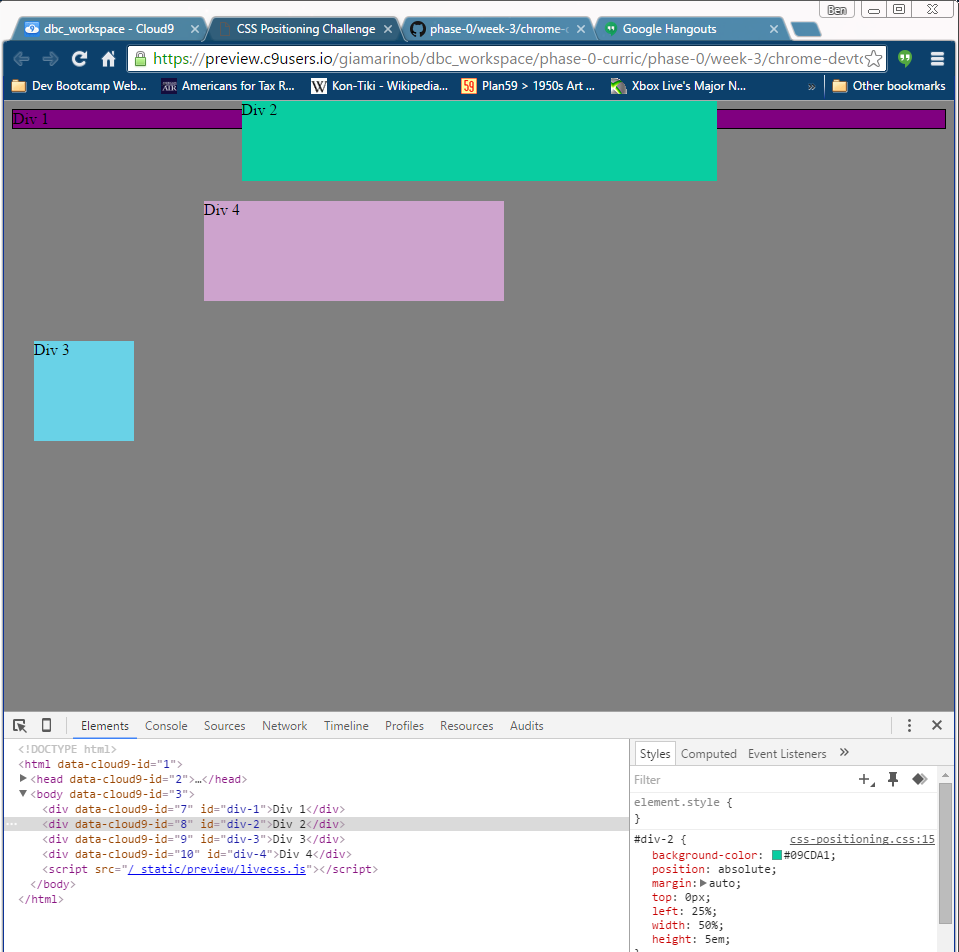 Ben
dbc_workspace - Cloud9
CSS Positioning Challenge
phase-0/week-3/chrome-d
Google Hangouts
https://preview.c9users.io/giamarinob/dbc_workspace/phase-0-curric/phase-0/week-3/chrome-devto
Dev Bootcamp Web...
Americans for Tax R...
W Kon-Tiki - Wikipedia...
59 Plan59 > 1950s Art ...
Xbox Live's Major N...
»
Other bookmarks
Div 1
Div 2
Div 4
Div 3
Elements Console Sources Network Timeline Profiles Resources Audits
<!DOCTYPE html>
<html data-cloud9-id="1">
<head data-cloud9-id="2">…</head>
<body data-cloud9-id="3">
<div data-cloud9-id="7" id="div-1">Div 1</div>
<div data-cloud9-id="8" id="div-2">Div 2</div>
<div data-cloud9-id="9" id="div-3">Div 3</div>
<div data-cloud9-id="10" id="div-4">Div 4</div>
<script src="/_static/preview/livecss.js"></script>
</body>
</html>
Styles Computed Event Listeners »
Filter
element.style {
}
#div-2 { css-positioning.css:15
background-color: #09CDA1;
position: absolute;
margin: auto;
top: 0px;
left: 25%;
width: 50%;
height: 5em;